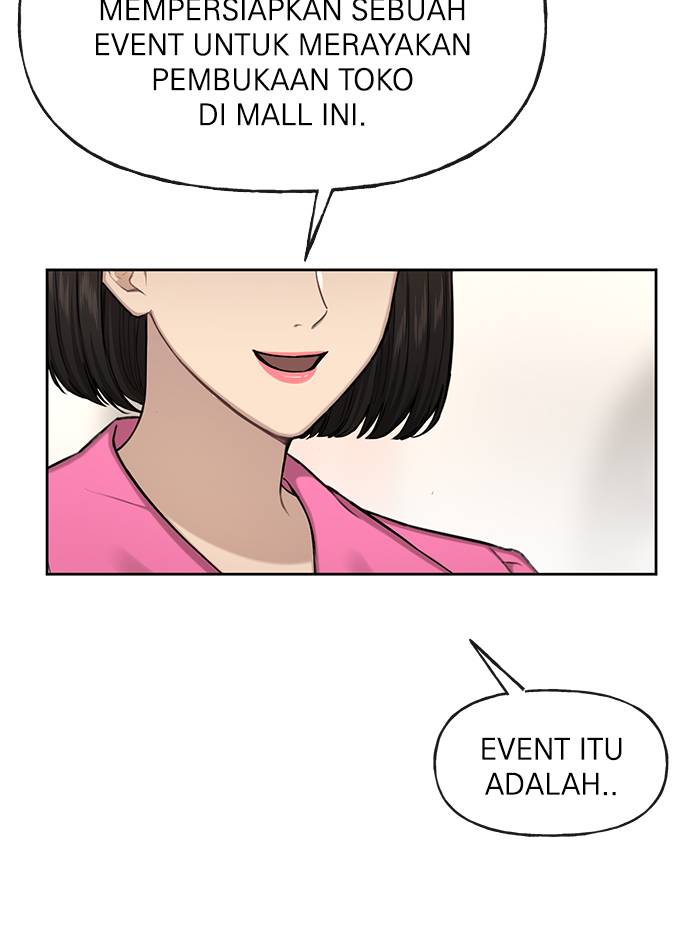 MEMPERSIAPKAN SEBUAH
EVENT UNTUK MERAYAKAN
PEMBUKAAN TOKO
DI MALL INI.
EVENT ITU
ADALAH..